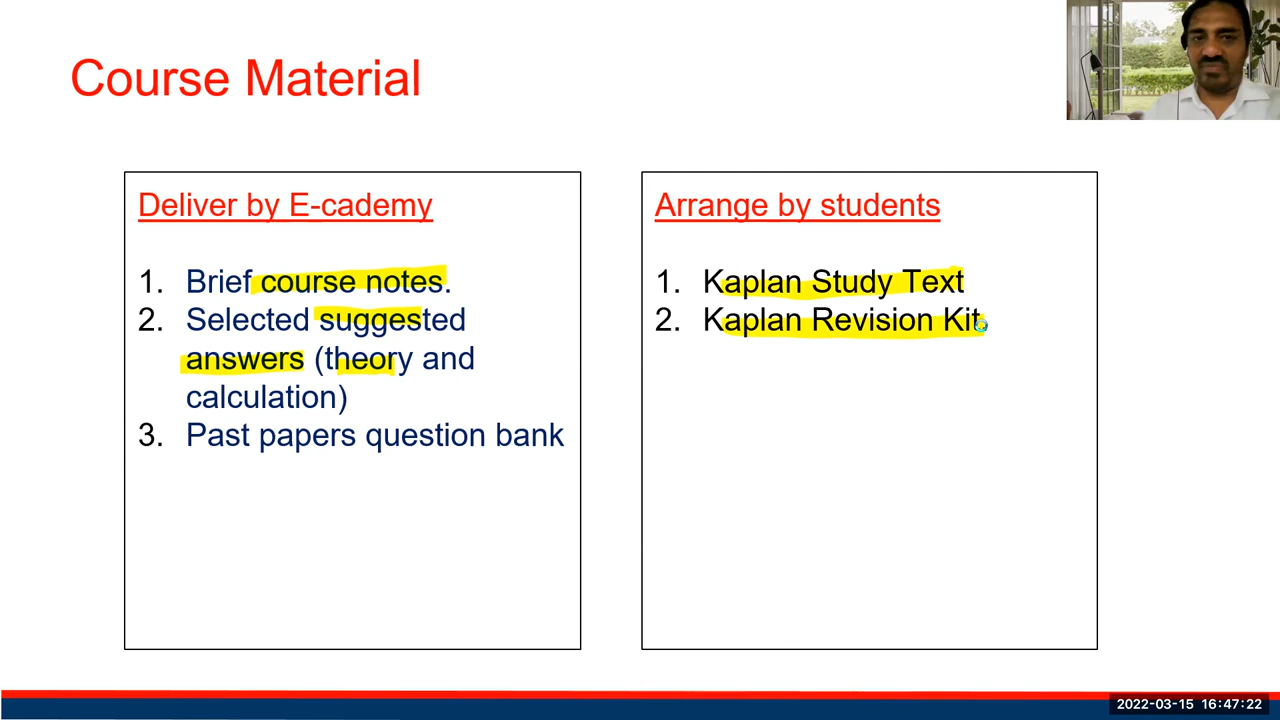 Course Material
Deliver by E-cademy
1. Brief course notes.
2. Selected suggested
answers (theory and
calculation)
3. Past papers question bank
Arrange by students
1. Kaplan Study Text
2. Kaplan Revision Kit
2022-03-15 16:47:22